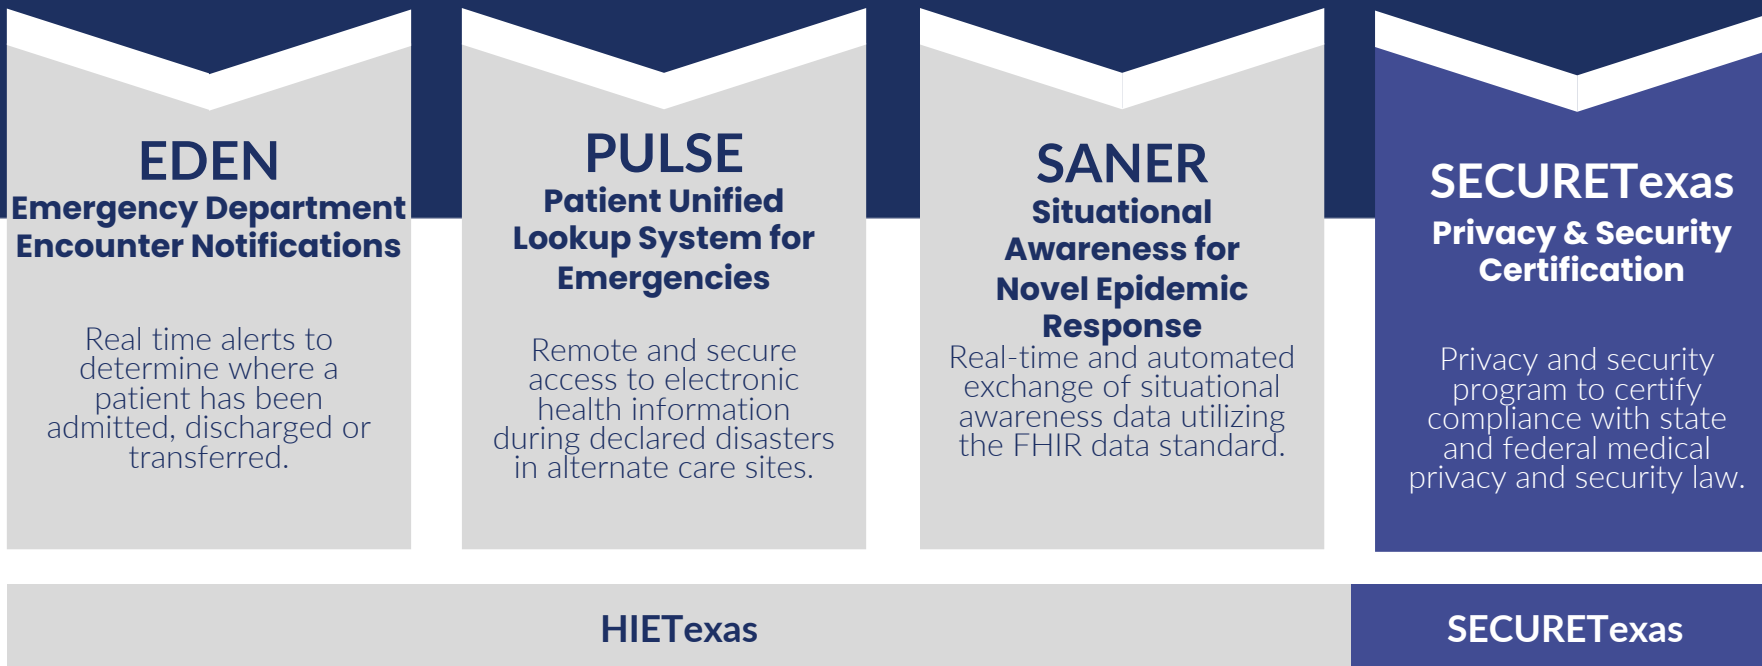 EDEN
Emergency Department
Encounter Notifications
Real time alerts to
determine where a
patient has been
admitted, discharged or
transferred.
PULSE
Patient Unified
Lookup System for
Emergencies
Remote and secure
access to electronic
health information
during declared disasters
in alternate care sites.
SANER
Situational
Awareness for
Novel Epidemic
Response
Real-time and automated
exchange of situational
awareness data utilizing
the FHIR data standard.
SECURETexas
Privacy & Security
Certification
Privacy and security
program to certify
compliance with state
and federal medical
privacy and security law.
HIETexas
SECURETexas